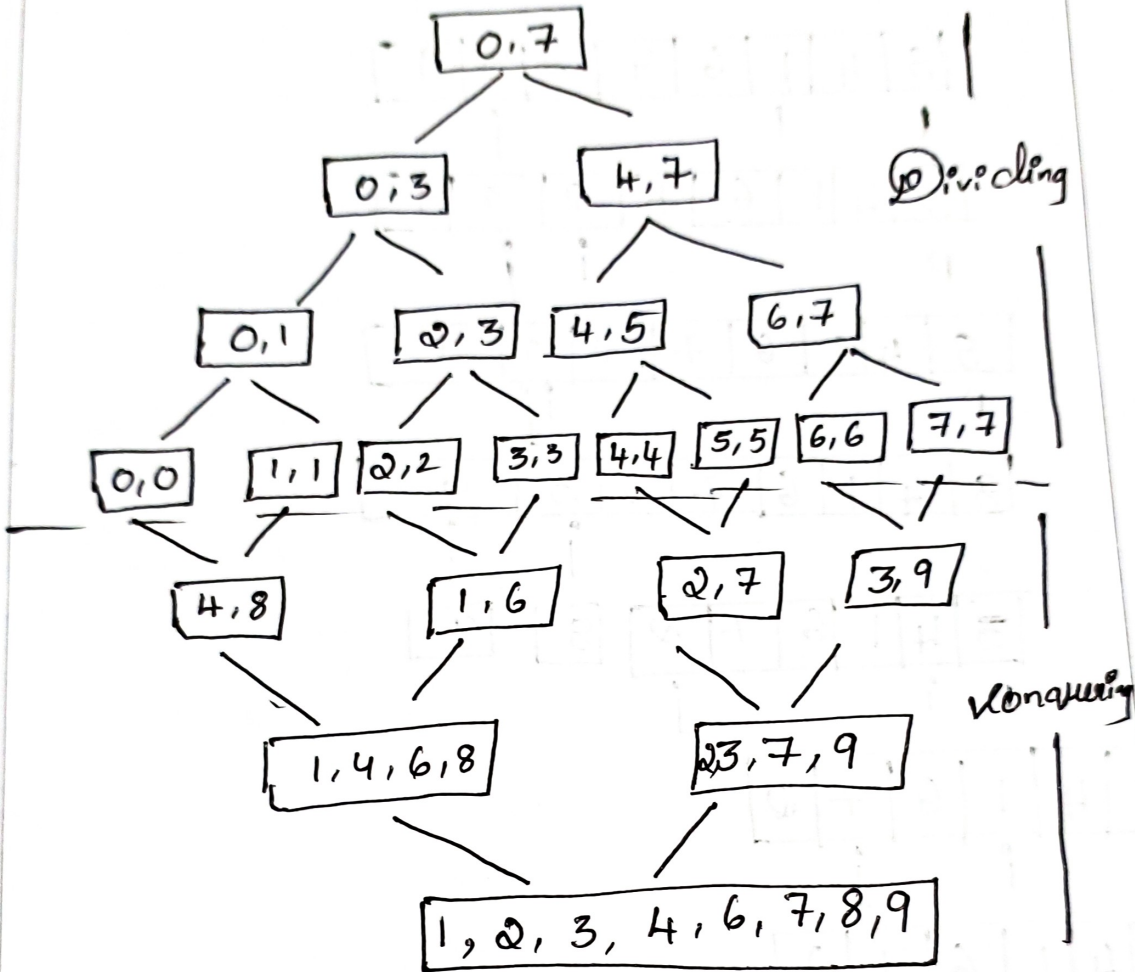 0,7
0,3 4,7
Dividing
0,1 2,3 4,5 6,7
0,0 1,1 2,2 3,3 4,4 5,5 6,6 7,7
4,8 1,6 2,7 3,9
Konquering
1,4,6,8 2,3,7,9
1,2,3,4,6,7,8,9